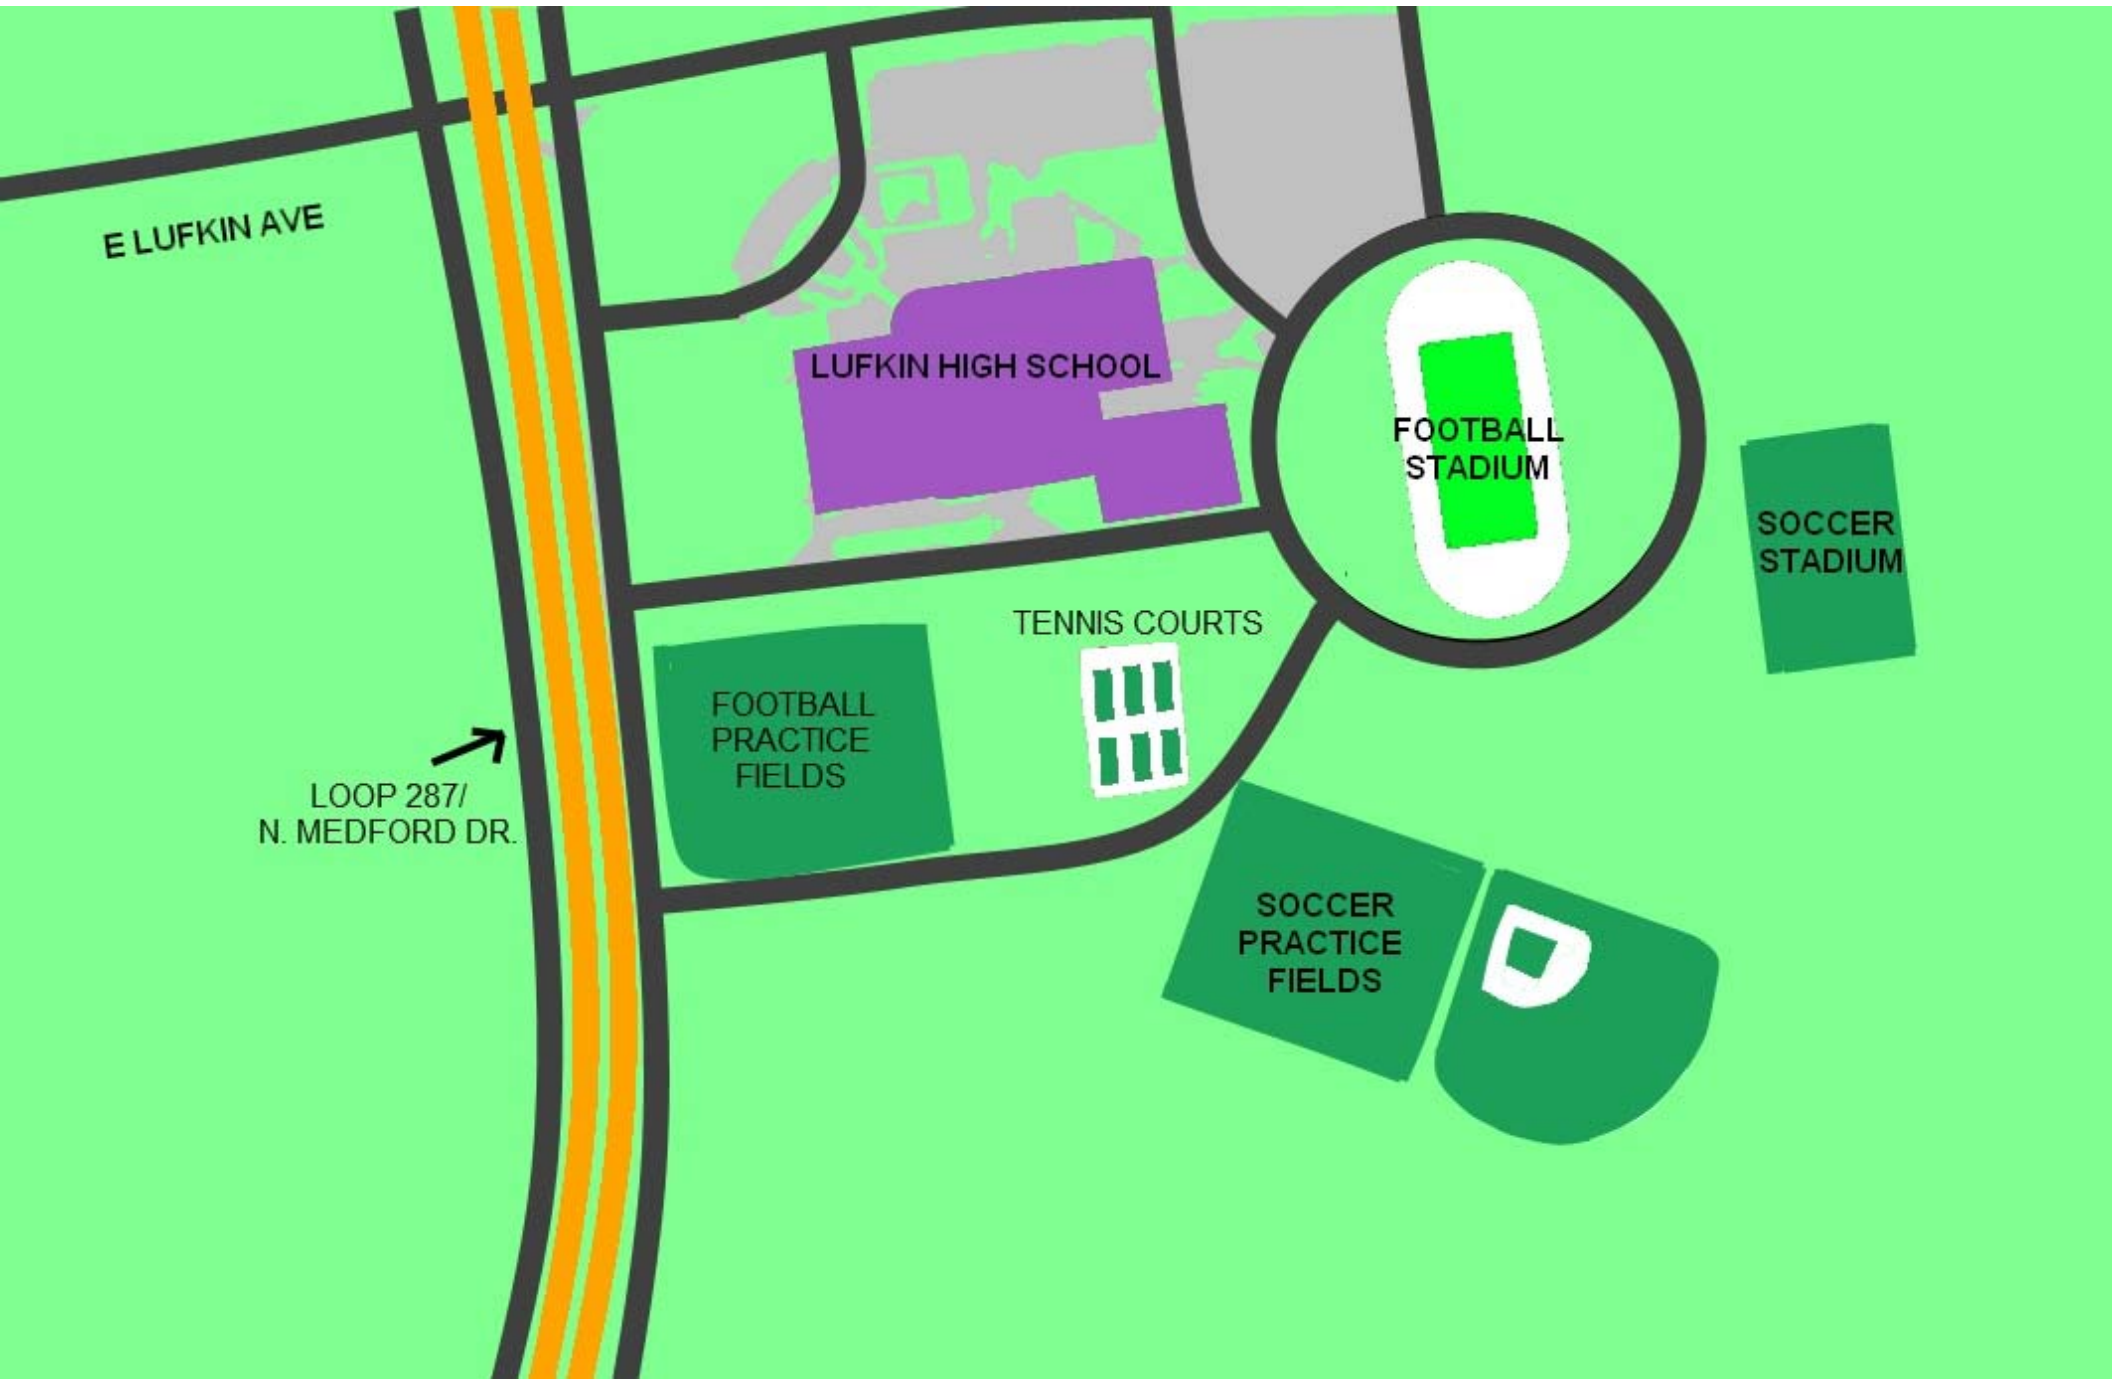 E LUFKIN AVE
LUFKIN HIGH SCHOOL
FOOTBALL
STADIUM
SOCCER
STADIUM
TENNIS COURTS
FOOTBALL
PRACTICE
FIELDS
LOOP 287/
N. MEDFORD DR.
SOCCER
PRACTICE
FIELDS